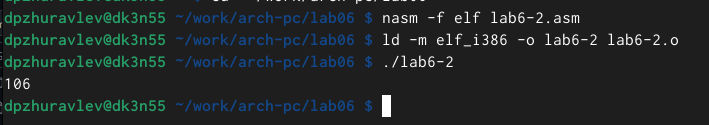 dpzhuravlev@dk3n55 ~/work/arch-pc/lab06 $ nasm -f elf lab6-2.asm
dpzhuravlev@dk3n55 ~/work/arch-pc/lab06 $ ld -m elf_i386 -o lab6-2 lab6-2.o
dpzhuravlev@dk3n55 ~/work/arch-pc/lab06 $ ./lab6-2
106
dpzhuravlev@dk3n55 ~/work/arch-pc/lab06 $